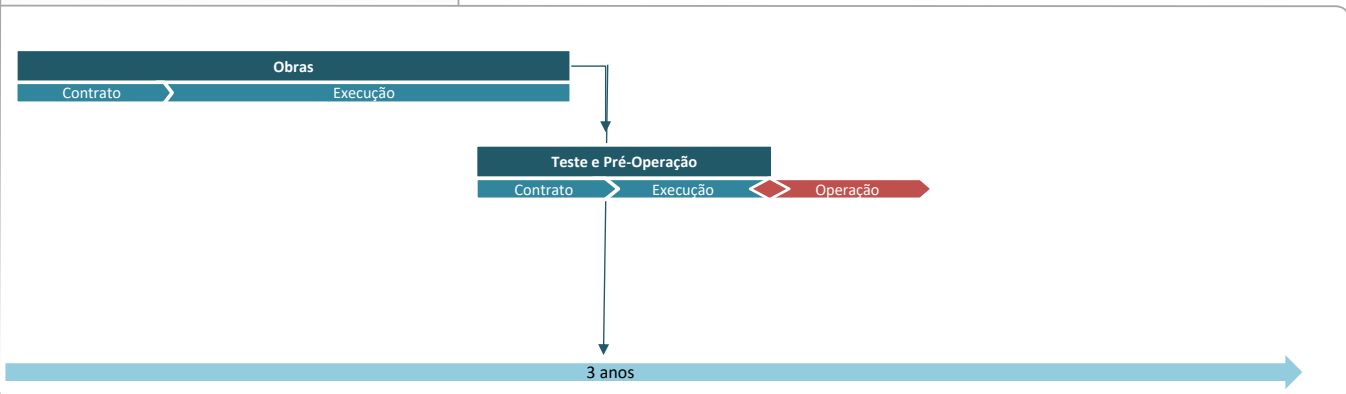 Obras
Contrato Execução
Teste e Pré-Operação
Contrato Execução Operação
3 anos